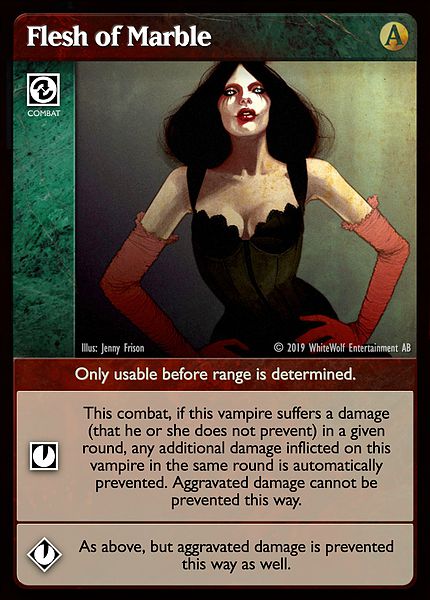 Flesh of Marble
A
COMBAT
Illus: Jenny Frison
© 2019 WhiteWolf Entertainment AB
Only usable before range is determined.
This combat, if this vampire suffers a damage
(that he or she does not prevent) in a given
round, any additional damage inflicted on this
vampire in the same round is automatically
prevented. Aggravated damage cannot be
prevented this way.
As above, but aggravated damage is prevented
this way as well.